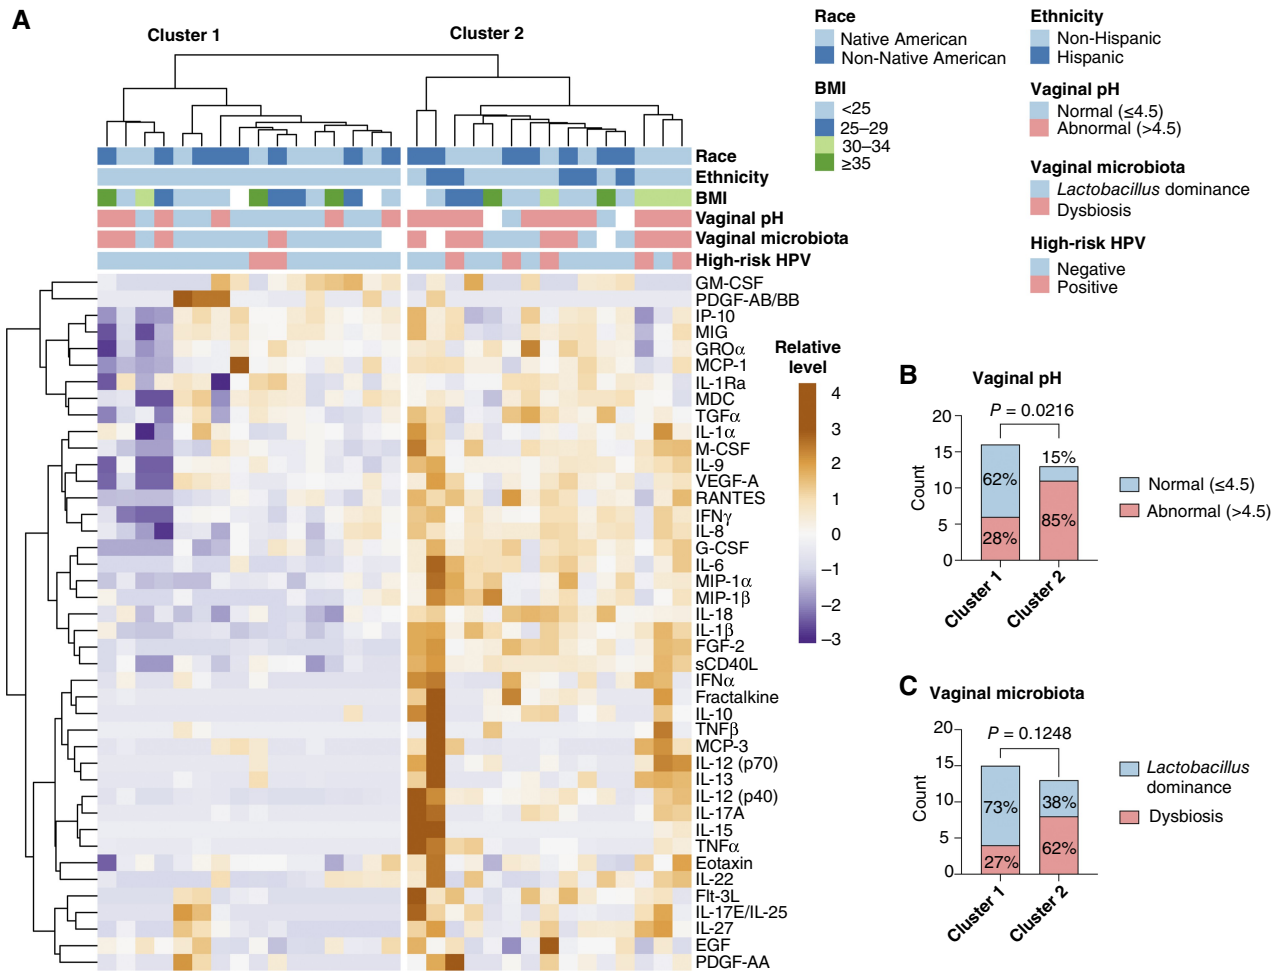 A
Cluster 1
Cluster 2
Race
Native American
Non-Native American
BMI
<25
25–29
30–34
≥35
Ethnicity
Non-Hispanic
Hispanic
Vaginal pH
Normal (≤4.5)
Abnormal (>4.5)
Vaginal microbiota
Lactobacillus dominance
Dysbiosis
High-risk HPV
Negative
Positive
Race
Ethnicity
BMI
Vaginal pH
Vaginal microbiota
High-risk HPV
GM-CSF
PDGF-AB/BB
IP-10
MIG
GROα
MCP-1
IL-1Ra
MDC
TGFα
IL-1α
M-CSF
IL-9
VEGF-A
RANTES
IFNγ
IL-8
G-CSF
IL-6
MIP-1α
MIP-1β
IL-18
IL-1β
FGF-2
sCD40L
IFNα
Fractalkine
IL-10
TNFβ
MCP-3
IL-12 (p70)
IL-13
IL-12 (p40)
IL-17A
IL-15
TNFα
Eotaxin
IL-22
Flt-3L
IL-17E/IL-25
IL-27
EGF
PDGF-AA
Relative
level
4
3
2
1
0
–1
–2
–3
B
Vaginal pH
P = 0.0216
20
15
10
5
0
Count
62%
28%
15%
85%
Cluster 1
Cluster 2
Normal (≤4.5)
Abnormal (>4.5)
C
Vaginal microbiota
P = 0.1248
20
15
10
5
0
Count
73%
27%
38%
62%
Cluster 1
Cluster 2
Lactobacillus
dominance
Dysbiosis